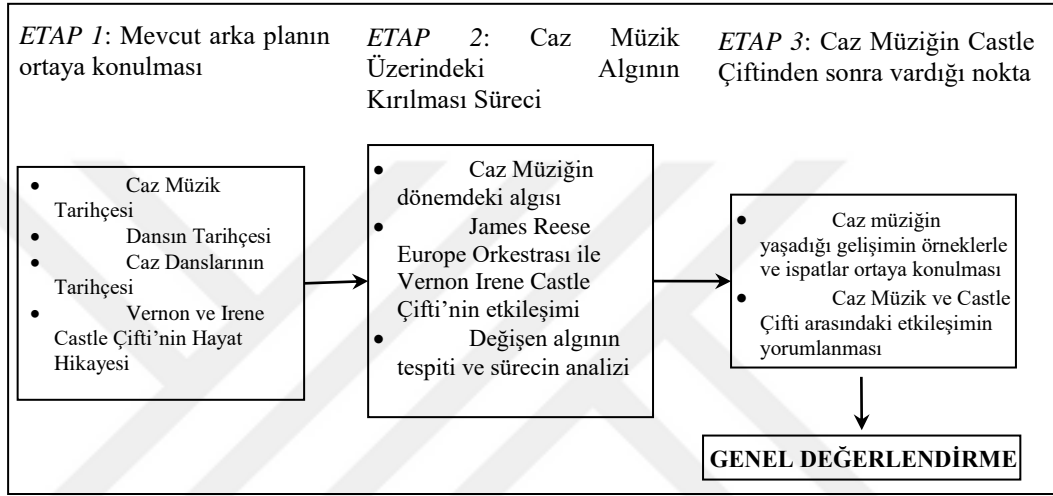 ETAP 1: Mevcut arka planın
ortaya konulması
ETAP 2: Caz Müzik
Üzerindeki Algının
Kırılması Süreci
ETAP 3: Caz Müziğin Castle
Çiftinden sonra vardığı nokta
• Caz Müzik
Tarihçesi
• Dansın Tarihçesi
• Caz Danslarının
Tarihçesi
• Vernon ve Irene
Castle Çifti’nin Hayat
Hikayesi
• Caz Müziğin
dönemdeki algısı
• James Reese
Europe Orkestrası ile
Vernon Irene Castle
Çifti’nin etkileşimi
• Değişen algının
tespiti ve sürecin analizi
• Caz müziğin
yaşadığı gelişimin örneklerle
ve ispatlar ortaya konulması
• Caz Müzik ve Castle
Çifti arasındaki etkileşimin
yorumlanması
GENEL DEĞERLENDİRME